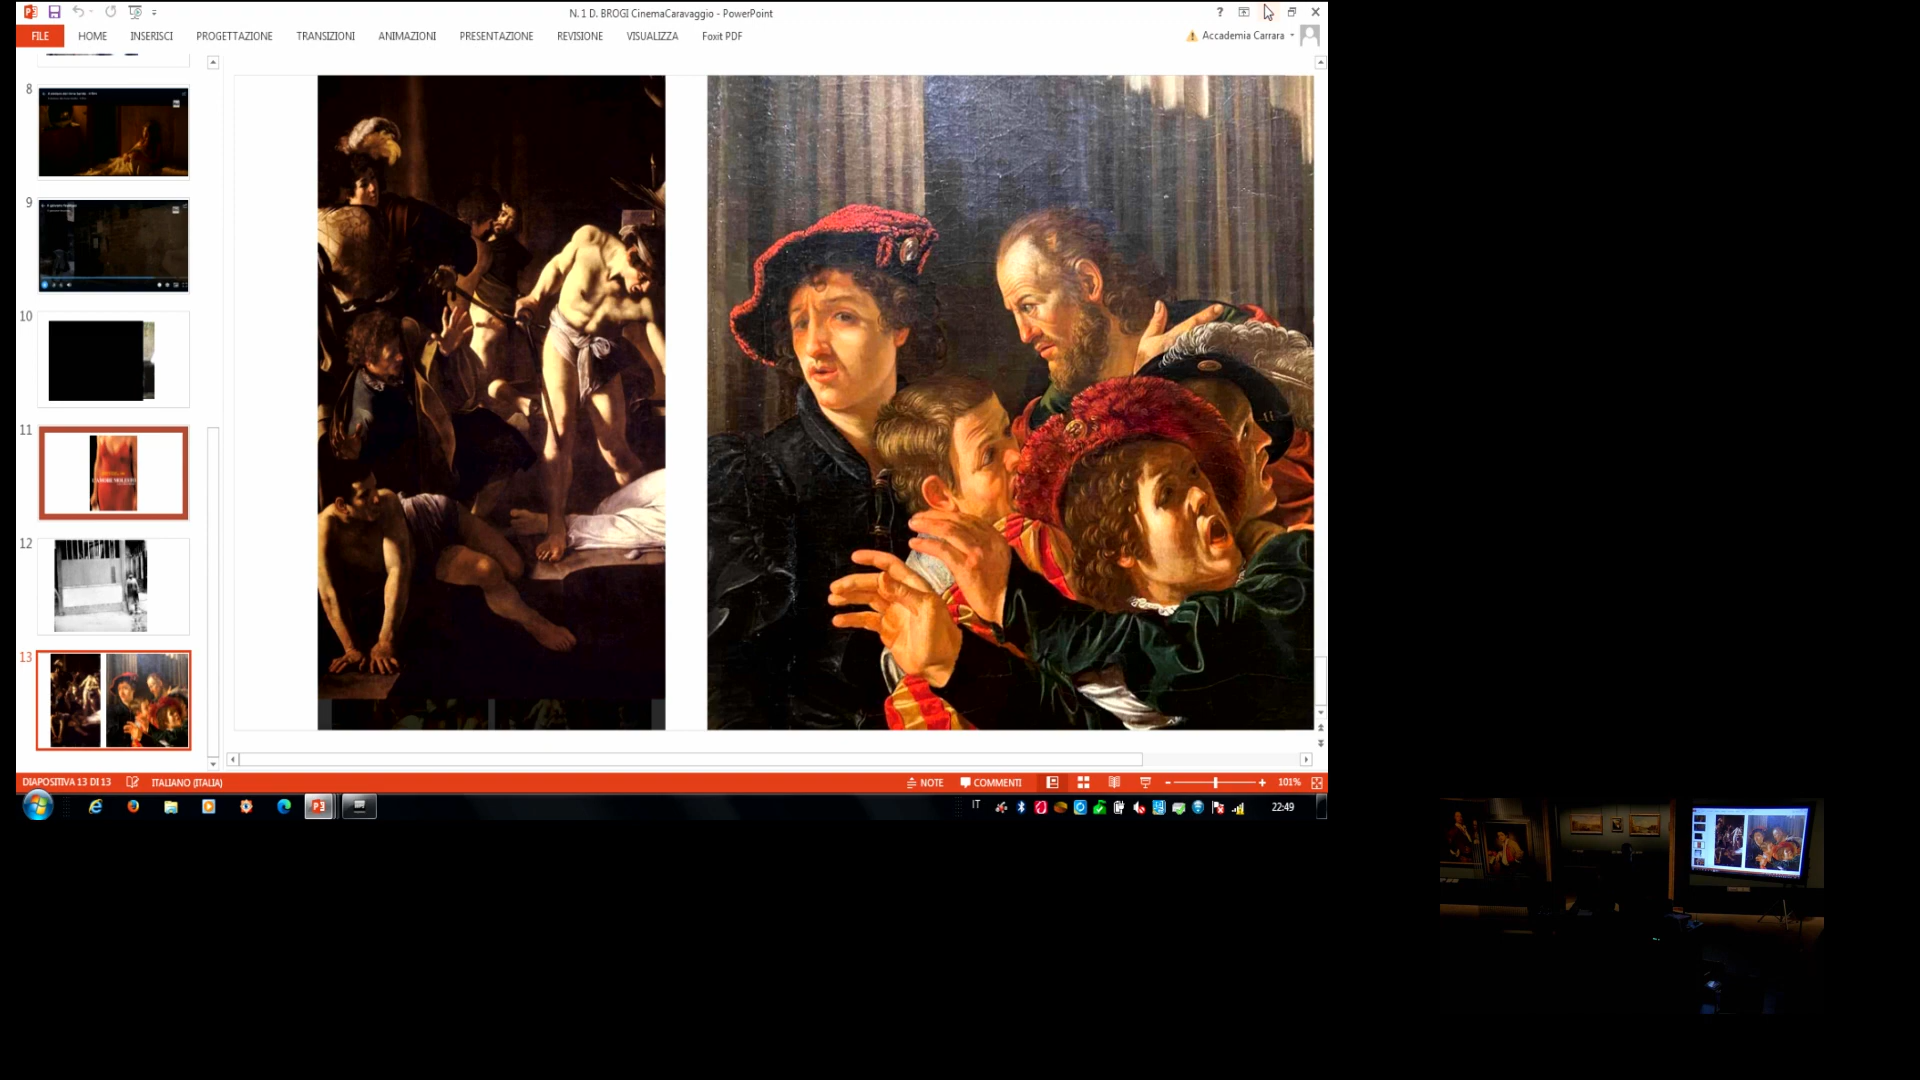 N. 1 D. BROGI CinemaCaravaggio - PowerPoint
FILE
HOME
INSERISCI
PROGETTAZIONE
TRANSIZIONI
ANIMAZIONI
PRESENTAZIONE
REVISIONE
VISUALIZZA
Foxit PDF
Accademia Carrara
8
9
10
11
12
13
DIAPOSITIVA 13 DI 13
ITALIANO (ITALIA)
NOTE
COMMENTI
101%
IT
22:49